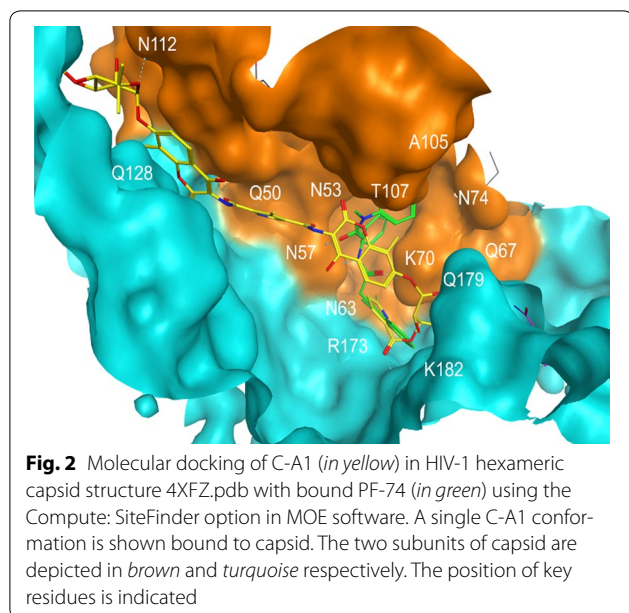 N112
A105
Q128
Q50
N53
T107
N74
N57
K70
Q67
Q179
N63
R173
K182
Fig. 2 Molecular docking of C-A1 (in yellow) in HIV-1 hexameric
capsid structure 4XFZ.pdb with bound PF-74 (in green) using the
Compute: SiteFinder option in MOE software. A single C-A1 confor-
mation is shown bound to capsid. The two subunits of capsid are
depicted in brown and turquoise respectively. The position of key
residues is indicated